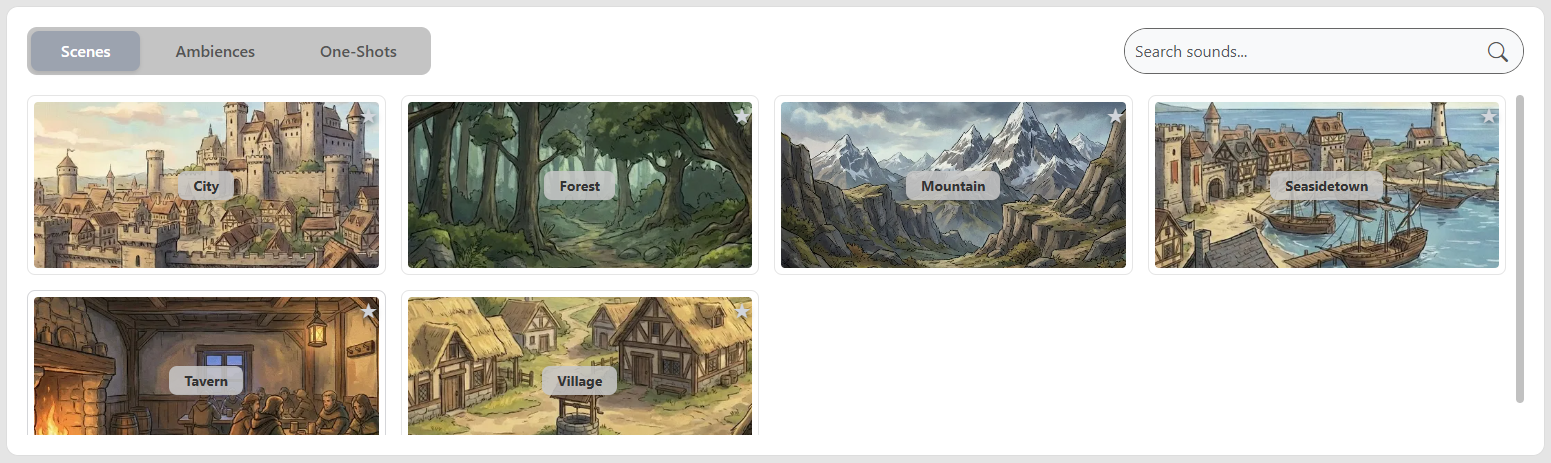 Scenes
Ambiences
One-Shots
Search sounds...
City
Forest
Mountain
Seasidetown
Tavern
Village